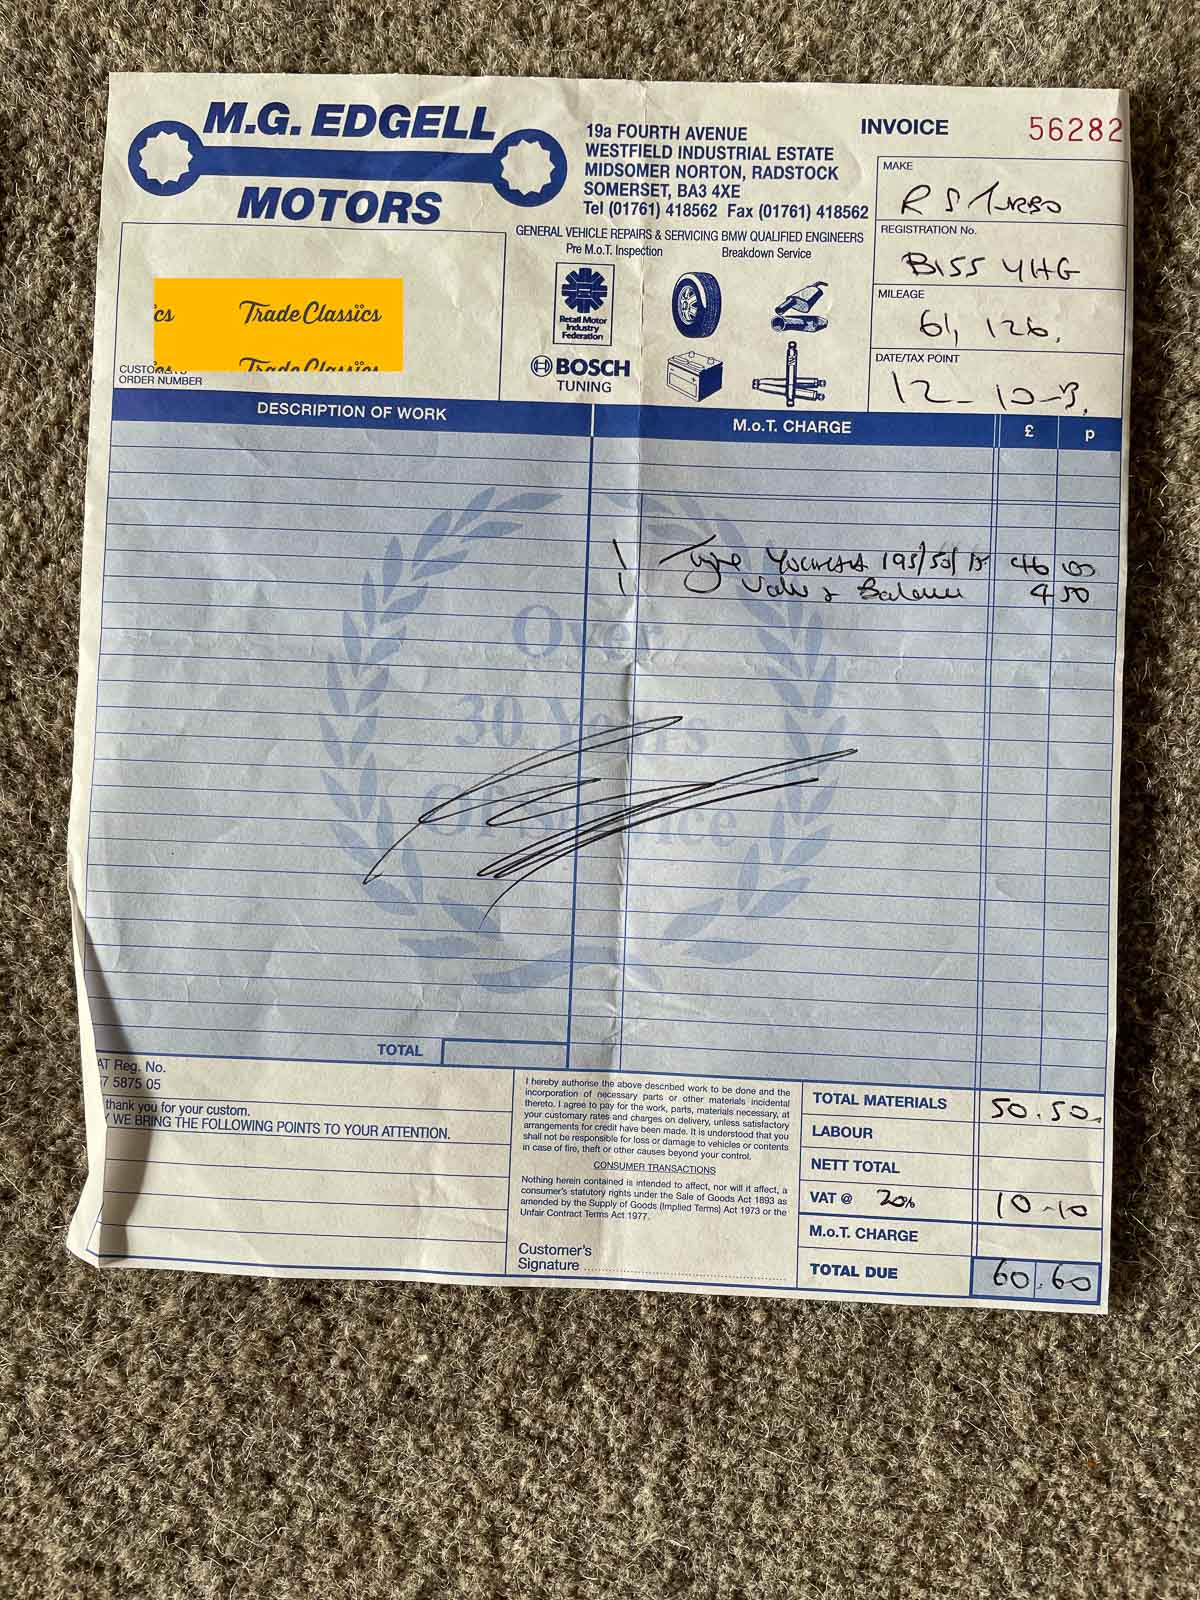 M.G. EDGELL
MOTORS
19a FOURTH AVENUE
WESTFIELD INDUSTRIAL ESTATE
MIDSOMER NORTON, RADSTOCK
SOMERSET, BA3 4XE
Tel (01761) 418562 Fax (01761) 418562
GENERAL VEHICLE REPAIRS & SERVICING BMW QUALIFIED ENGINEERS
Pre M.o.T. Inspection Breakdown Service
Retail Motor
Industry
Federation
BOSCH
TUNING
INVOICE 56282
MAKE
RS TURBO
REGISTRATION No.
B155 YHG
MILEAGE
61,126.
DATE/TAX POINT
12-10-
cs Trade Classics
Trade Classics
CUSTOMER'S
ORDER NUMBER
DESCRIPTION OF WORK M.o.T. CHARGE £ p
1 Tyre 195/50/15 46 00
1 Valve & Balance 4 50
Over
30 Years
Of Service
TOTAL
AT Reg. No.
7 5875 05
thank you for your custom.
WE BRING THE FOLLOWING POINTS TO YOUR ATTENTION.
I hereby authorise the above described work to be done and the
incorporation of necessary parts or other materials incidental
thereto. I agree to pay for the work, parts, materials necessary, at
your customary rates and charges on delivery, unless satisfactory
arrangements for credit have been made. It is understood that you
shall not be responsible for loss or damage to vehicles or contents
in case of fire, theft or other causes beyond your control.
CONSUMER TRANSACTIONS
Nothing herein contained is intended to affect, nor will it affect, a
consumer's statutory rights under the Sale of Goods Act 1893 as
amended by the Supply of Goods (Implied Terms) Act 1973 or the
Unfair Contract Terms Act 1977.
Customer's
Signature
TOTAL MATERIALS 50.50
LABOUR
NETT TOTAL
VAT @ 20% 10-10
M.o.T. CHARGE
TOTAL DUE 60.60